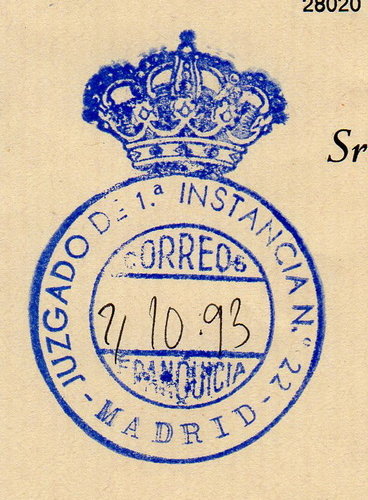 28020
Sr
JUZGADO DE 1.ª INSTANCIA N.º 22
CORREOS
2/ 10·93
FRANQUICIA
- MADRID -